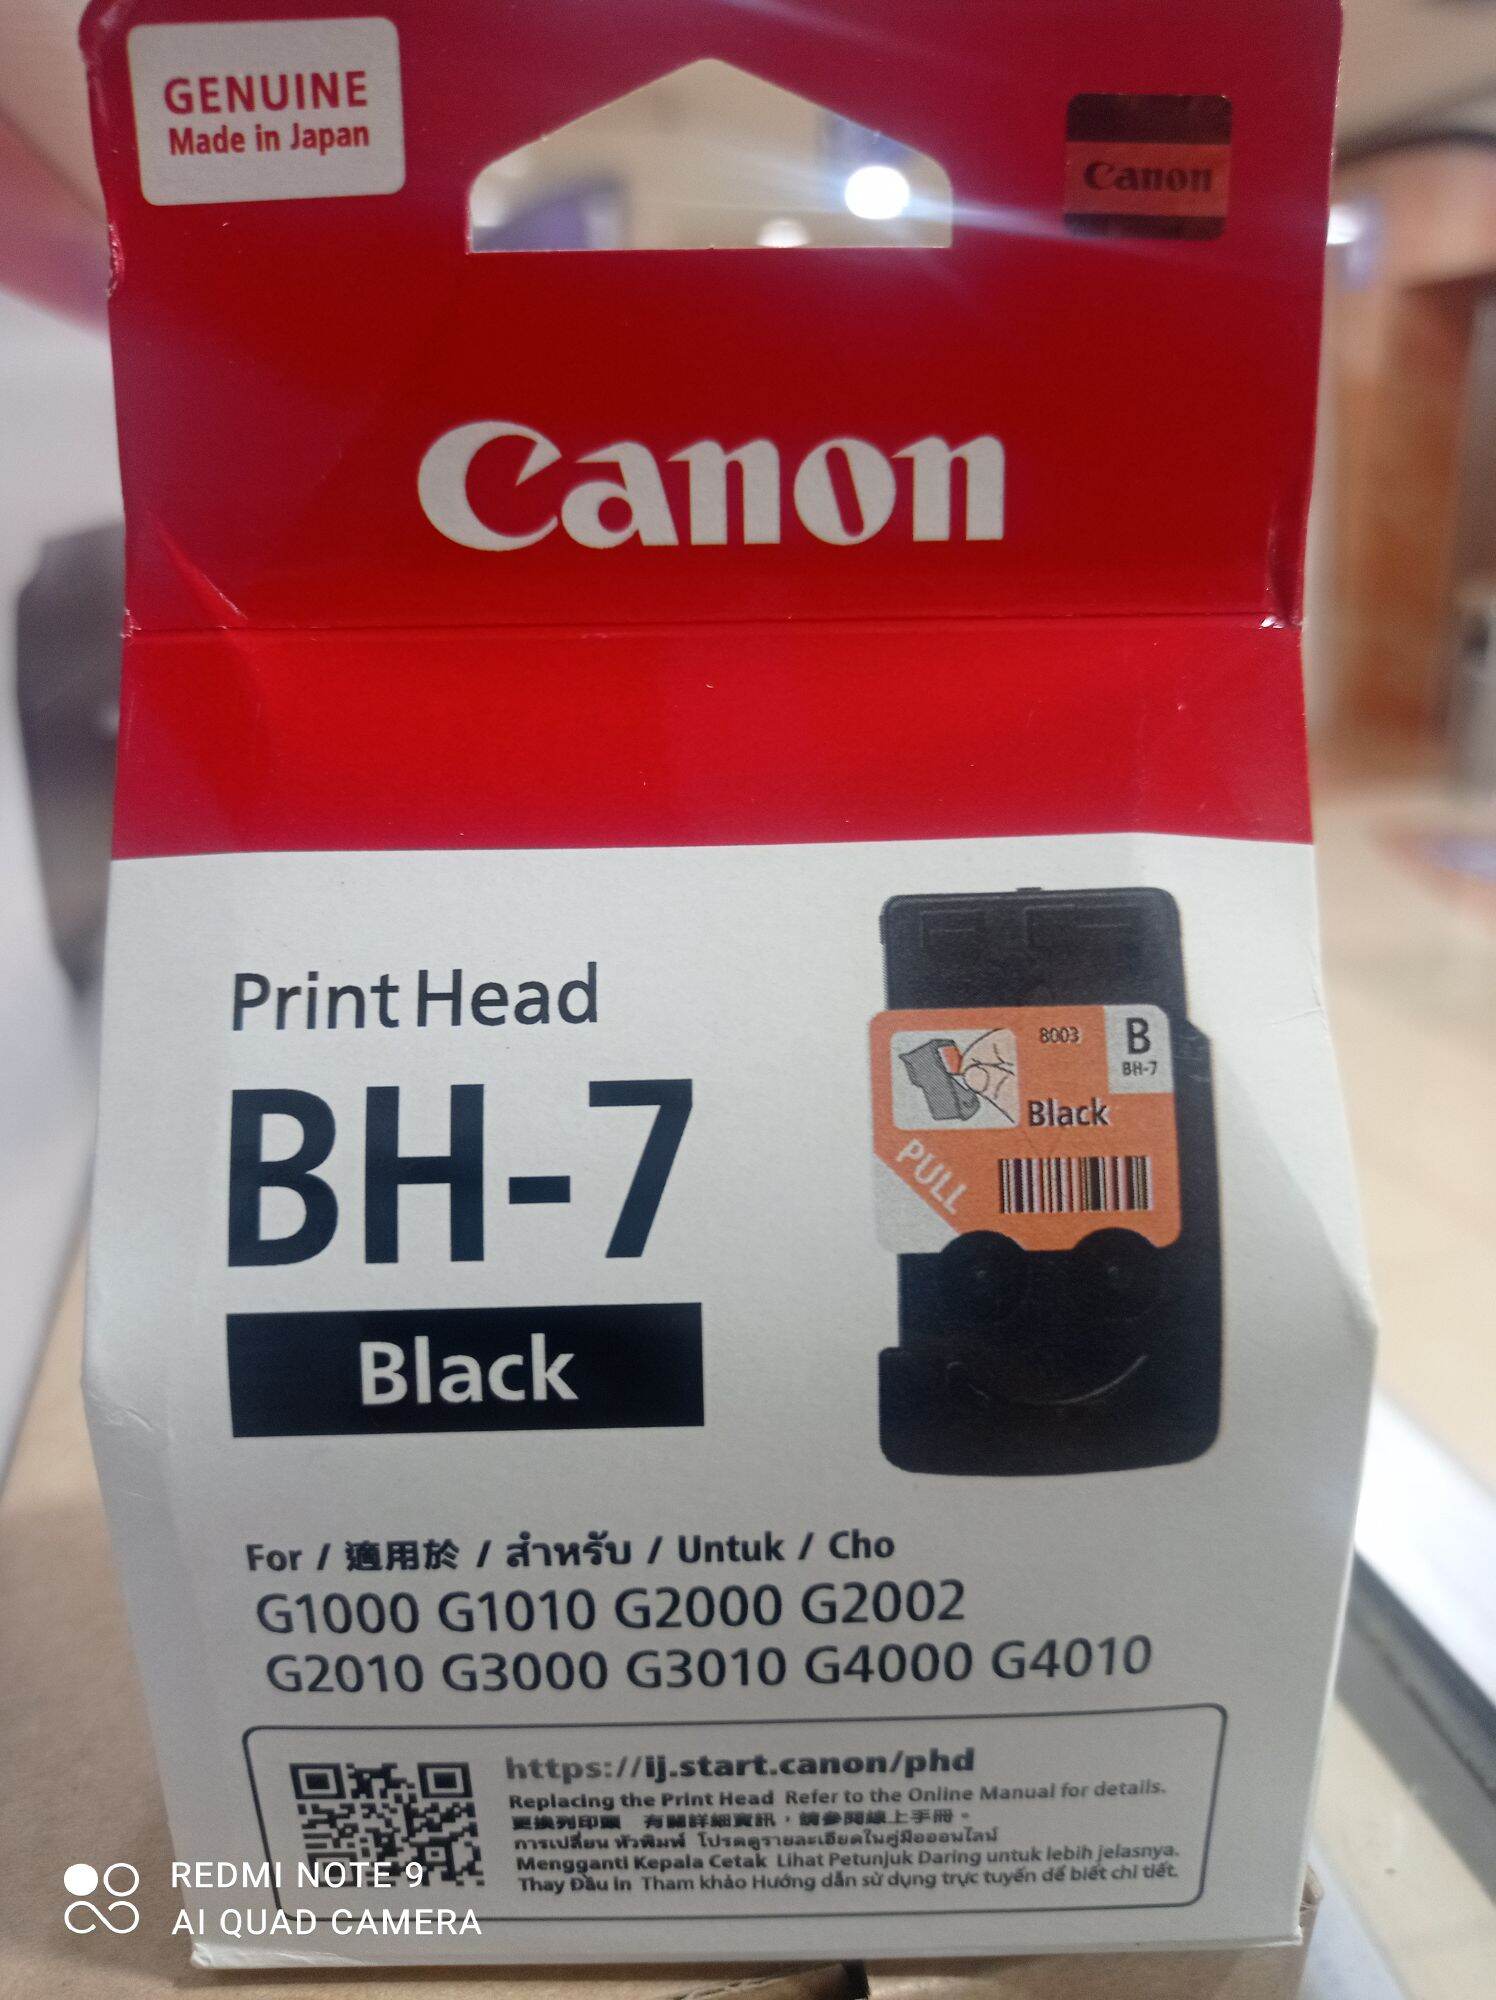 GENUINE
Made in Japan
Canon
Canon
Print Head
BH-7
Black
8003
B
BH-7
Black
PULL
For / 適用於 / สำหรับ / Untuk / Cho
G1000 G1010 G2000 G2002
G2010 G3000 G3010 G4000 G4010
https://ij.start.canon/phd
Replacing the Print Head Refer to the Online Manual for details.
更換列印頭 有關詳細資訊，請參閱線上手冊。
การเปลี่ยน หัวพิมพ์ โปรดดูรายละเอียดในคู่มือออนไลน์
Mengganti Kepala Cetak Lihat Petunjuk Daring untuk lebih jelasnya.
Thay Đầu in Tham khảo Hướng dẫn sử dụng trực tuyến để biết chi tiết.
REDMI NOTE 9
AI QUAD CAMERA